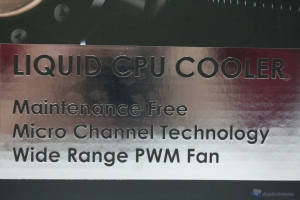 LIQUID CPU COOLER
Maintenance Free
Micro Channel Technology
Wide Range PWM Fan